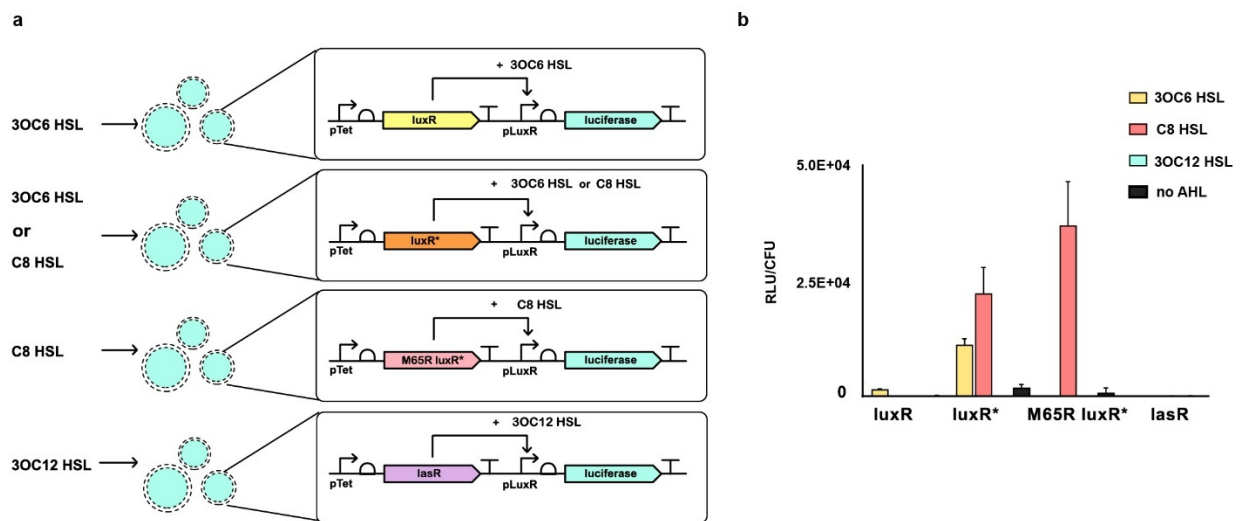 a
3OC6 HSL
+ 3OC6 HSL
pTet
luxR
pLuxR
luciferase
3OC6 HSL
or
C8 HSL
+ 3OC6 HSL or C8 HSL
pTet
luxR*
pLuxR
luciferase
C8 HSL
+ C8 HSL
pTet
M65R luxR*
pLuxR
luciferase
3OC12 HSL
+ 3OC12 HSL
pTet
lasR
pLuxR
luciferase
b
3OC6 HSL
C8 HSL
3OC12 HSL
no AHL
RLU/CFU
5.0E+04
2.5E+04
0
luxR luxR* M65R luxR* lasR